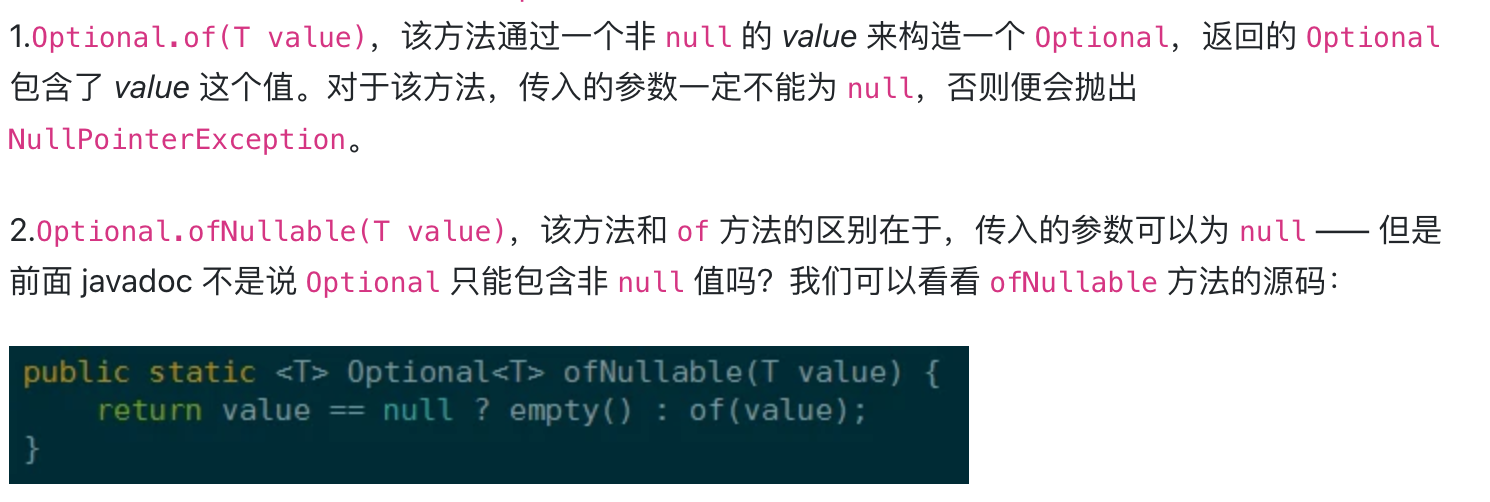 1.Optional.of(T value)，该方法通过一个非 null 的 value 来构造一个 Optional，返回的 Optional
包含了 value 这个值。对于该方法，传入的参数一定不能为 null，否则便会抛出
NullPointerException。
2.Optional.ofNullable(T value)，该方法和 of 方法的区别在于，传入的参数可以为 null —— 但是
前面 javadoc 不是说 Optional 只能包含非 null 值吗？我们可以看看 ofNullable 方法的源码：
public static <T> Optional<T> ofNullable(T value) {
    return value == null ? empty() : of(value);
}